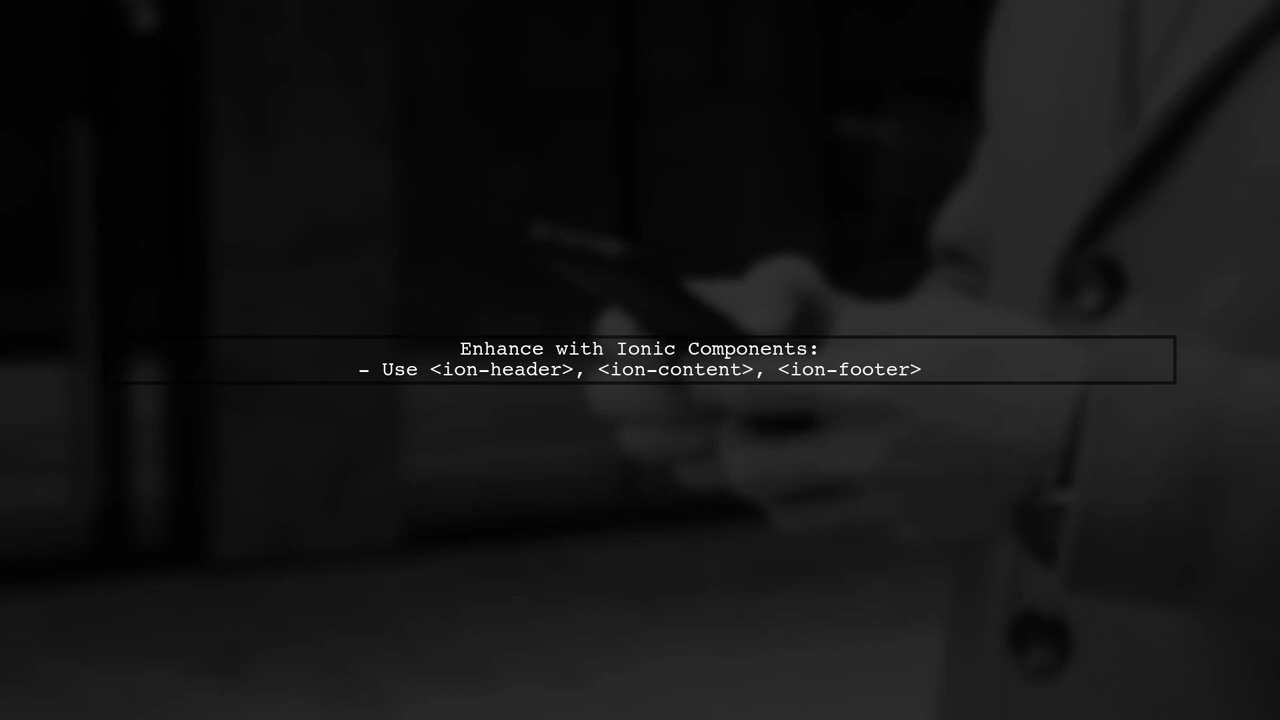 Enhance with Ionic Components:
- Use <ion-header>, <ion-content>, <ion-footer>